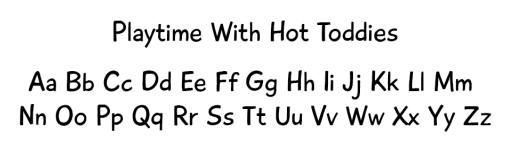 Playtime With Hot Toddies
Aa Bb Cc Dd Ee Ff Gg Hh Ii Jj Kk Ll Mm
Nn Oo Pp Qq Rr Ss Tt Uu Vv Ww Xx Yy Zz